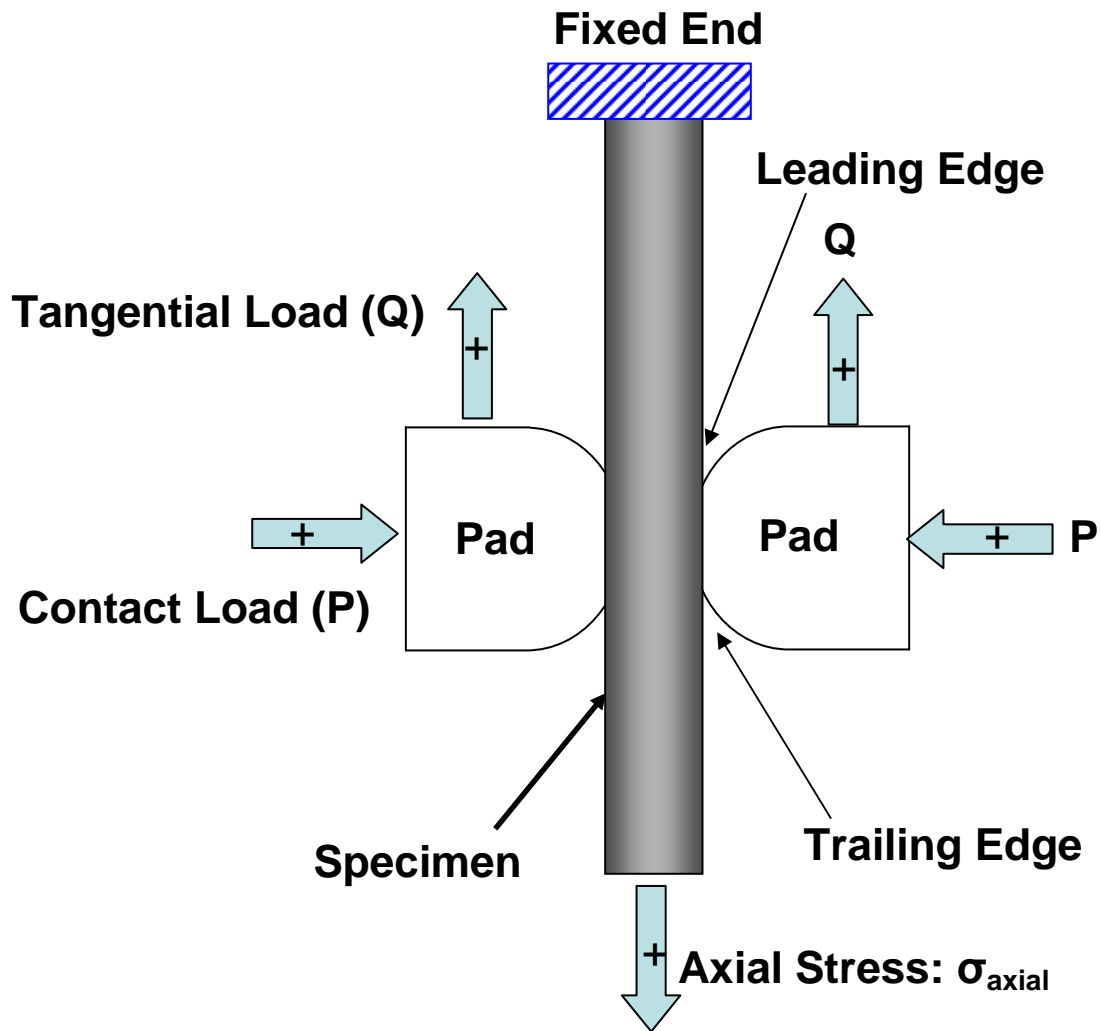 Fixed End
Leading Edge
Q
Tangential Load (Q)
+
+
Pad
Pad
+
+
P
Contact Load (P)
Specimen
Trailing Edge
+
Axial Stress: σaxial